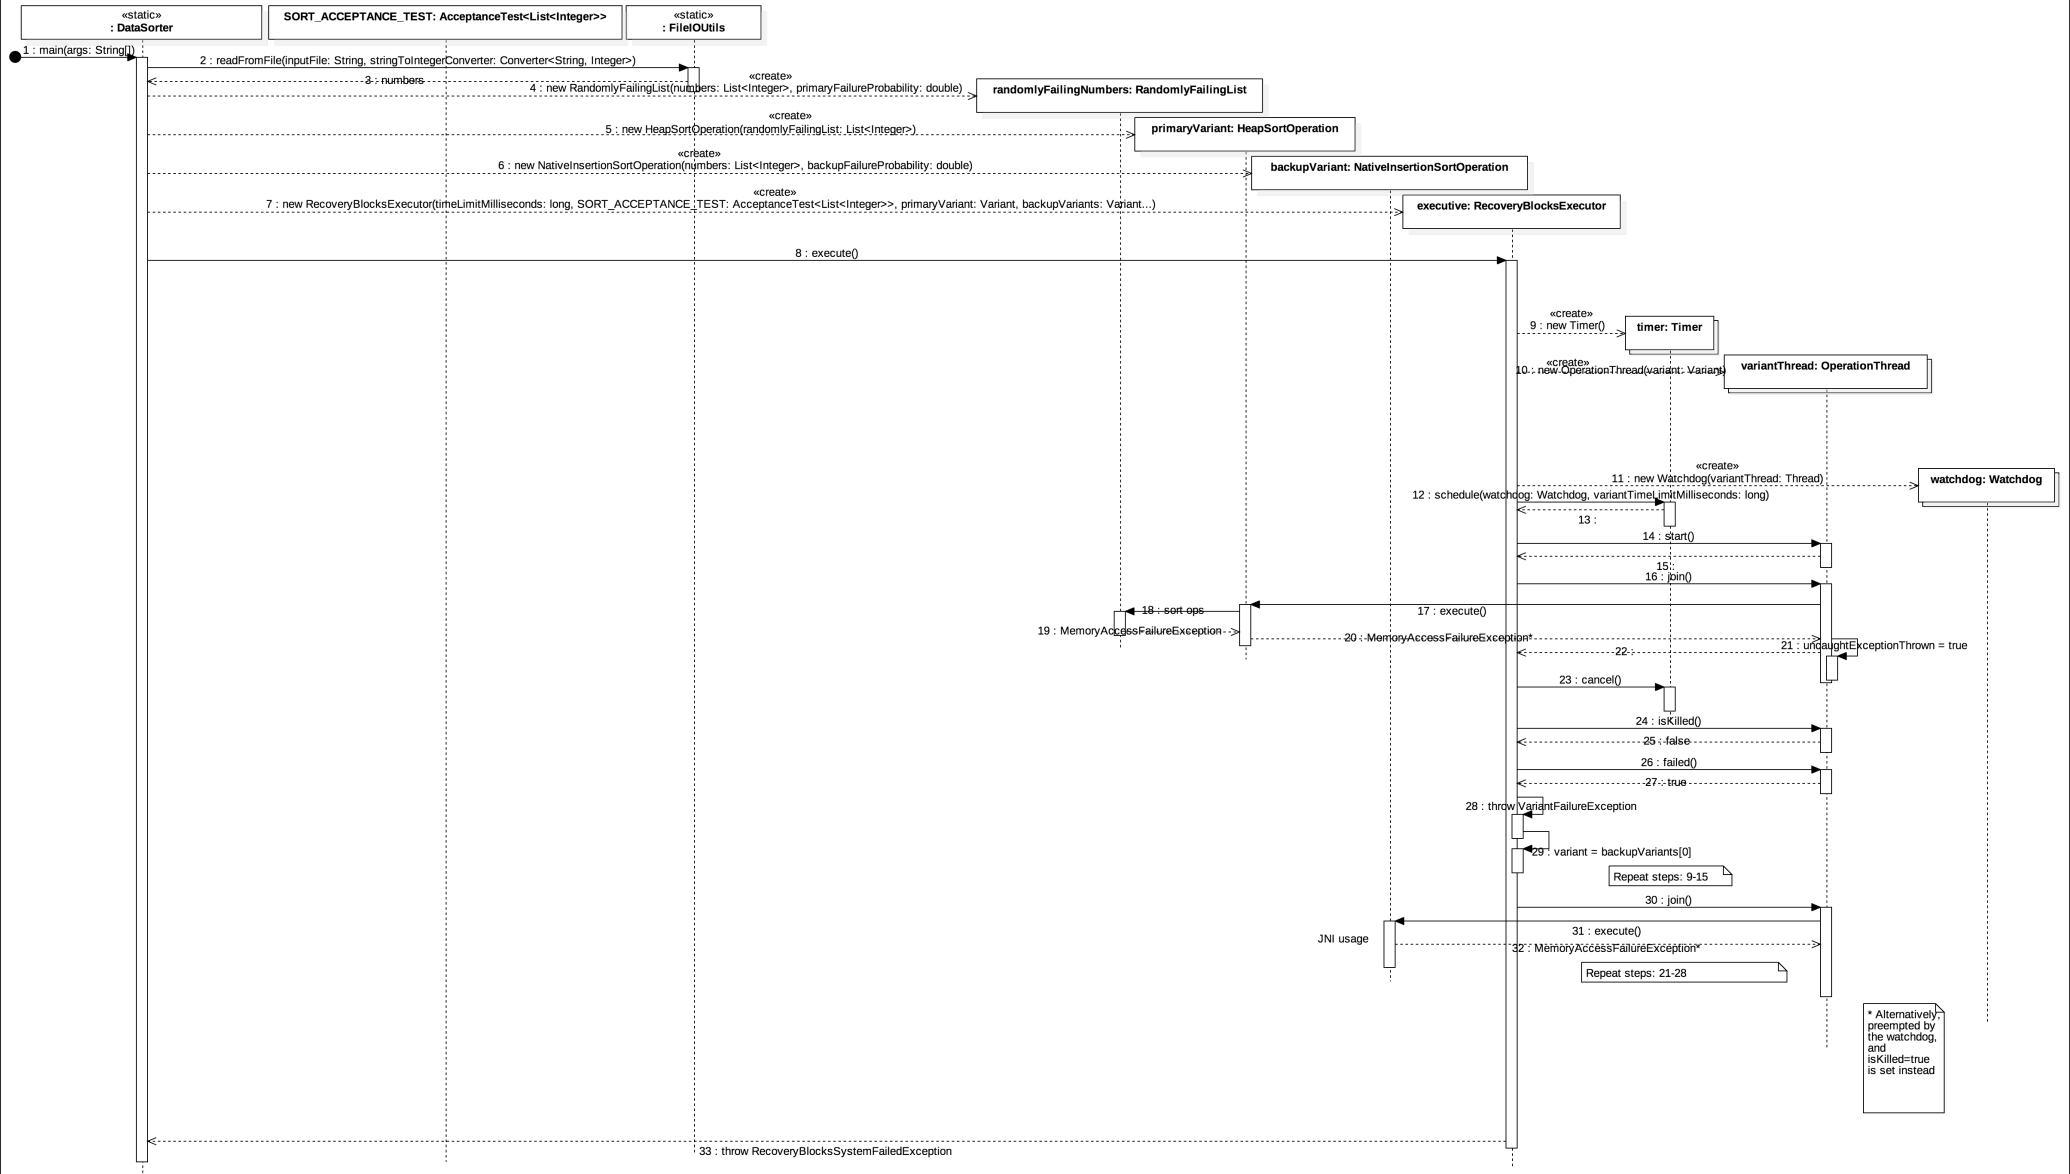 «static»
: DataSorter
SORT_ACCEPTANCE_TEST: AcceptanceTest<List<Integer>>
«static»
: FileIOUtils
1 : main(args: String[])
2 : readFromFile(inputFile: String, stringToIntegerConverter: Converter<String, Integer)
3 : numbers
«create»
4 : new RandomlyFailingList(numbers: List<Integer>, primaryFailureProbability: double)
randomlyFailingNumbers: RandomlyFailingList
«create»
5 : new HeapSortOperation(randomlyFailingList: List<Integer>)
primaryVariant: HeapSortOperation
«create»
6 : new NativeInsertionSortOperation(numbers: List<Integer>, backupFailureProbability: double)
backupVariant: NativeInsertionSortOperation
«create»
7 : new RecoveryBlocksExecutor(timeLimitMilliseconds: long, SORT_ACCEPTANCE_TEST: AcceptanceTest<List<Integer>>, primaryVariant: Variant, backupVariants: Variant...)
executive: RecoveryBlocksExecutor
8 : execute()
«create»
9 : new Timer()
timer: Timer
«create»
10 : new OperationThread(variant: Variant)
variantThread: OperationThread
«create»
11 : new Watchdog(variantThread: Thread)
watchdog: Watchdog
12 : schedule(watchdog: Watchdog, variantTimeLimitMilliseconds: long)
13 :
14 : start()
15 :
16 : join()
17 : execute()
18 : sort ops
19 : MemoryAccessFailureException
20 : MemoryAccessFailureException*
21 : uncaughtExceptionThrown = true
22 :
23 : cancel()
24 : isKilled()
25 : false
26 : failed()
27 : true
28 : throw VariantFailureException
29 : variant = backupVariants[0]
Repeat steps: 9-15
30 : join()
31 : execute()
JNI usage
32 : MemoryAccessFailureException*
Repeat steps: 21-28
* Alternatively,
preempted by
the watchdog,
and
isKilled=true
is set instead
33 : throw RecoveryBlocksSystemFailedException